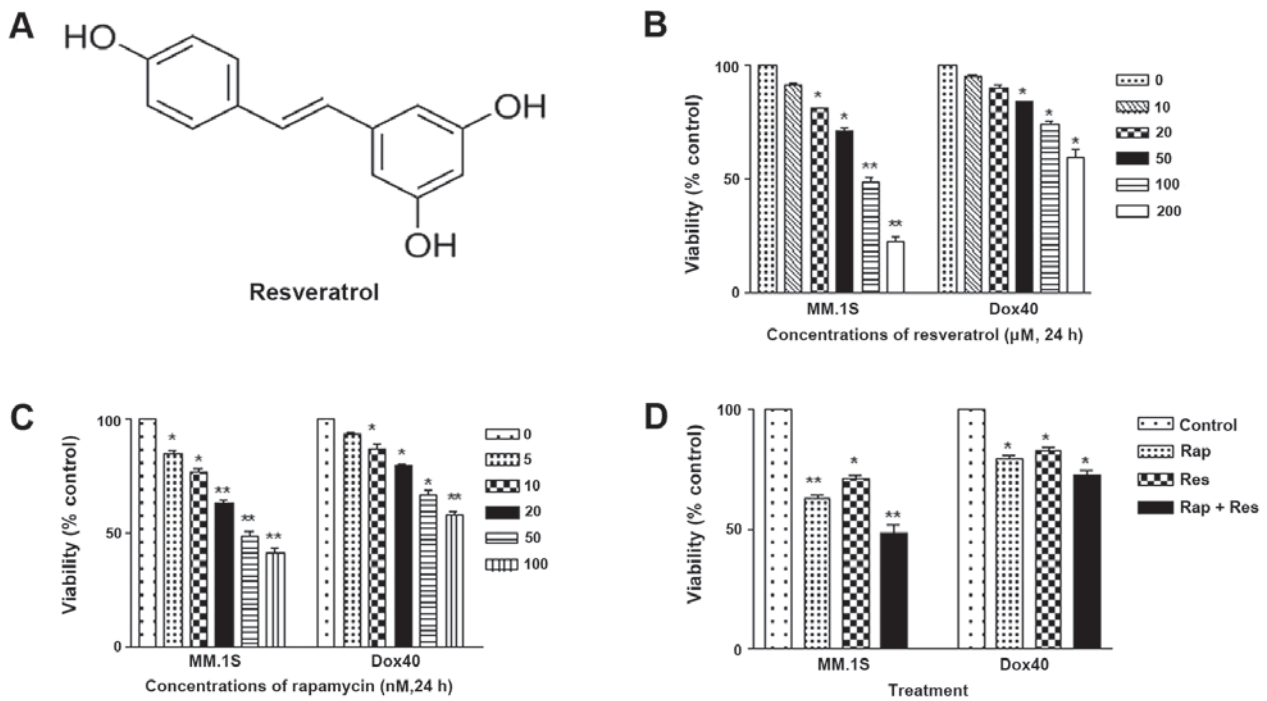 A
HO
OH
OH
Resveratrol
B
Viability (% control)
100
50
0
* * ** **
* * *
MM.1S Dox40
Concentrations of resveratrol (µM, 24 h)
0
10
20
50
100
200
C
Viability (% control)
100
50
0
* * ** ** **
* * * **
MM.1S Dox40
Concentrations of rapamycin (nM,24 h)
0
5
10
20
50
100
D
Viability (% control)
100
50
0
** * **
* * *
MM.1S Dox40
Treatment
Control
Rap
Res
Rap + Res